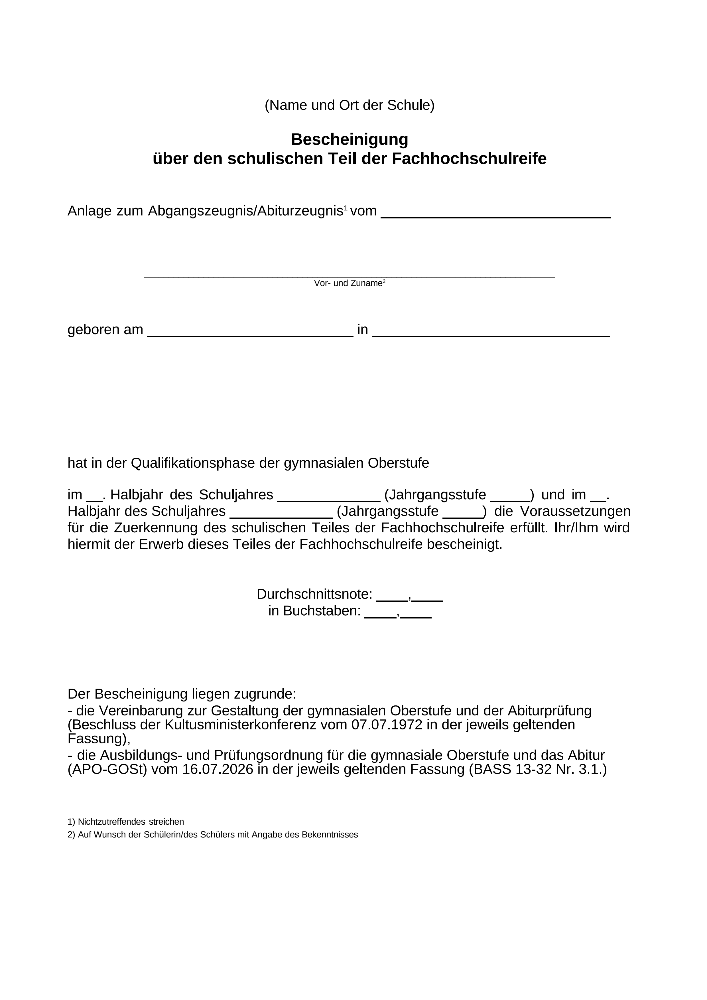 (Name und Ort der Schule)
Bescheinigung
über den schulischen Teil der Fachhochschulreife
Anlage zum Abgangszeugnis/Abiturzeugnis¹ vom ____________________________
____________________________________________________________
Vor- und Zuname²
geboren am _________________________ in _____________________________
hat in der Qualifikationsphase der gymnasialen Oberstufe
im __. Halbjahr des Schuljahres _____________ (Jahrgangsstufe _____) und im __.
Halbjahr des Schuljahres _____________ (Jahrgangsstufe _____) die Voraussetzungen
für die Zuerkennung des schulischen Teiles der Fachhochschulreife erfüllt. Ihr/Ihm wird
hiermit der Erwerb dieses Teiles der Fachhochschulreife bescheinigt.
Durchschnittsnote: ____,____
in Buchstaben: ____,____
Der Bescheinigung liegen zugrunde:
- die Vereinbarung zur Gestaltung der gymnasialen Oberstufe und der Abiturprüfung
(Beschluss der Kultusministerkonferenz vom 07.07.1972 in der jeweils geltenden
Fassung),
- die Ausbildungs- und Prüfungsordnung für die gymnasiale Oberstufe und das Abitur
(APO-GOSt) vom 16.07.2026 in der jeweils geltenden Fassung (BASS 13-32 Nr. 3.1.)
1) Nichtzutreffendes streichen
2) Auf Wunsch der Schülerin/des Schülers mit Angabe des Bekenntnisses